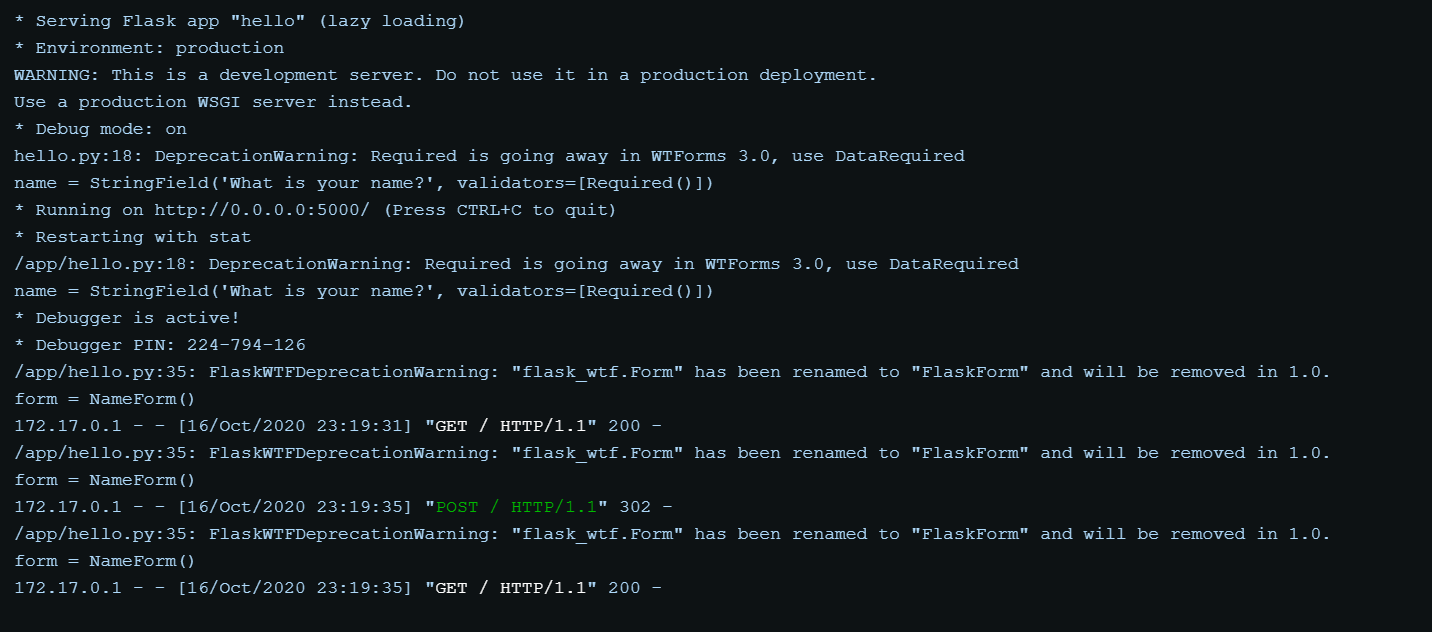 * Serving Flask app "hello" (lazy loading)
* Environment: production
WARNING: This is a development server. Do not use it in a production deployment.
Use a production WSGI server instead.
* Debug mode: on
hello.py:18: DeprecationWarning: Required is going away in WTForms 3.0, use DataRequired
name = StringField('What is your name?', validators=[Required()])
* Running on http://0.0.0.0:5000/ (Press CTRL+C to quit)
* Restarting with stat
/app/hello.py:18: DeprecationWarning: Required is going away in WTForms 3.0, use DataRequired
name = StringField('What is your name?', validators=[Required()])
* Debugger is active!
* Debugger PIN: 224-794-126
/app/hello.py:35: FlaskWTFDeprecationWarning: "flask_wtf.Form" has been renamed to "FlaskForm" and will be removed in 1.0.
form = NameForm()
172.17.0.1 - - [16/Oct/2020 23:19:31] "GET / HTTP/1.1" 200 -
/app/hello.py:35: FlaskWTFDeprecationWarning: "flask_wtf.Form" has been renamed to "FlaskForm" and will be removed in 1.0.
form = NameForm()
172.17.0.1 - - [16/Oct/2020 23:19:35] "POST / HTTP/1.1" 302 -
/app/hello.py:35: FlaskWTFDeprecationWarning: "flask_wtf.Form" has been renamed to "FlaskForm" and will be removed in 1.0.
form = NameForm()
172.17.0.1 - - [16/Oct/2020 23:19:35] "GET / HTTP/1.1" 200 -